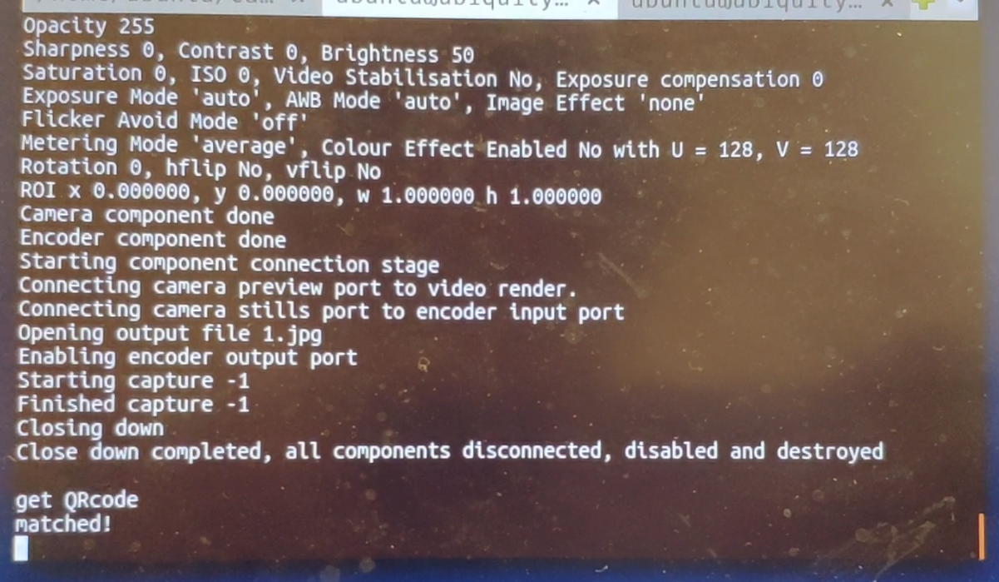 Opacity 255
Sharpness 0, Contrast 0, Brightness 50
Saturation 0, ISO 0, Video Stabilisation No, Exposure compensation 0
Exposure Mode 'auto', AWB Mode 'auto', Image Effect 'none'
Flicker Avoid Mode 'off'
Metering Mode 'average', Colour Effect Enabled No with U = 128, V = 128
Rotation 0, hflip No, vflip No
ROI x 0.000000, y 0.000000, w 1.000000 h 1.000000
Camera component done
Encoder component done
Starting component connection stage
Connecting camera preview port to video render.
Connecting camera stills port to encoder input port
Opening output file 1.jpg
Enabling encoder output port
Starting capture -1
Finished capture -1
Closing down
Close down completed, all components disconnected, disabled and destroyed
get QRcode
matched!